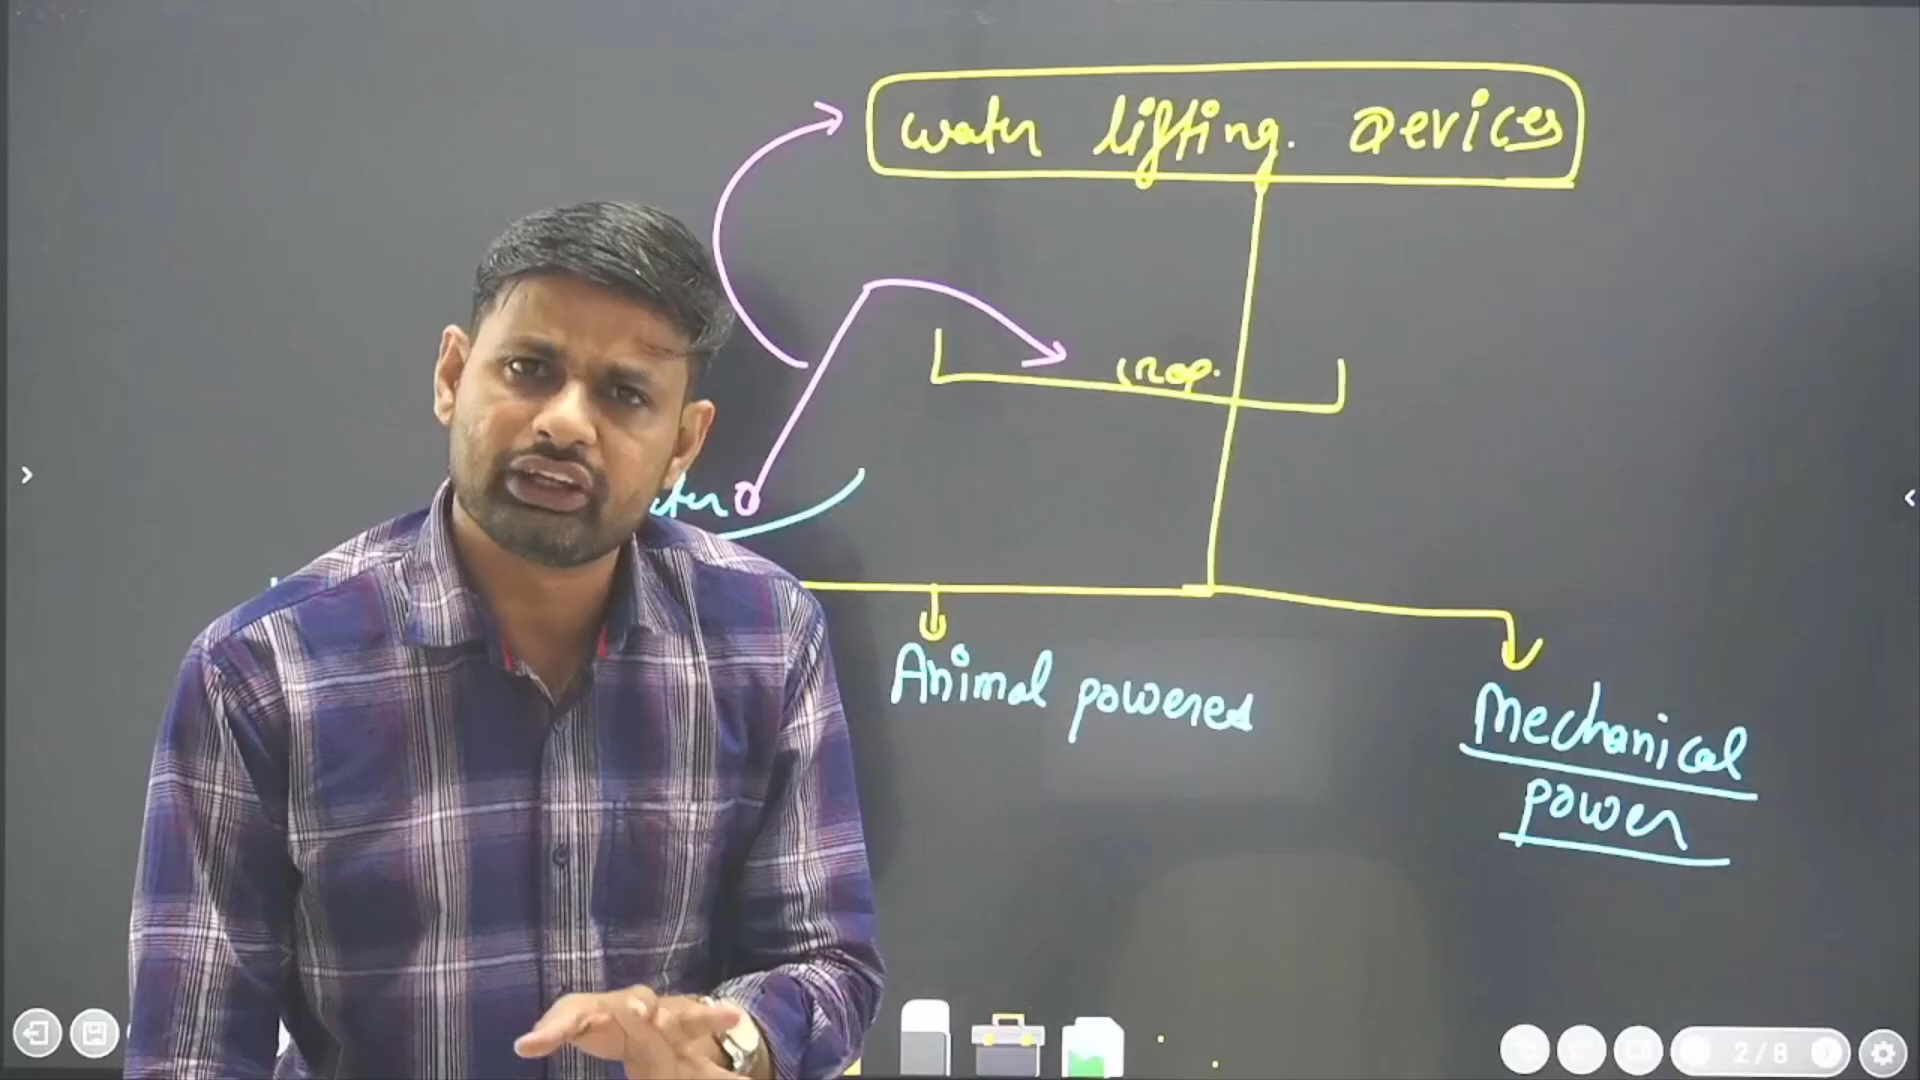 water lifting. Devices
crop.
Animal powered
Mechanical
power
2/8